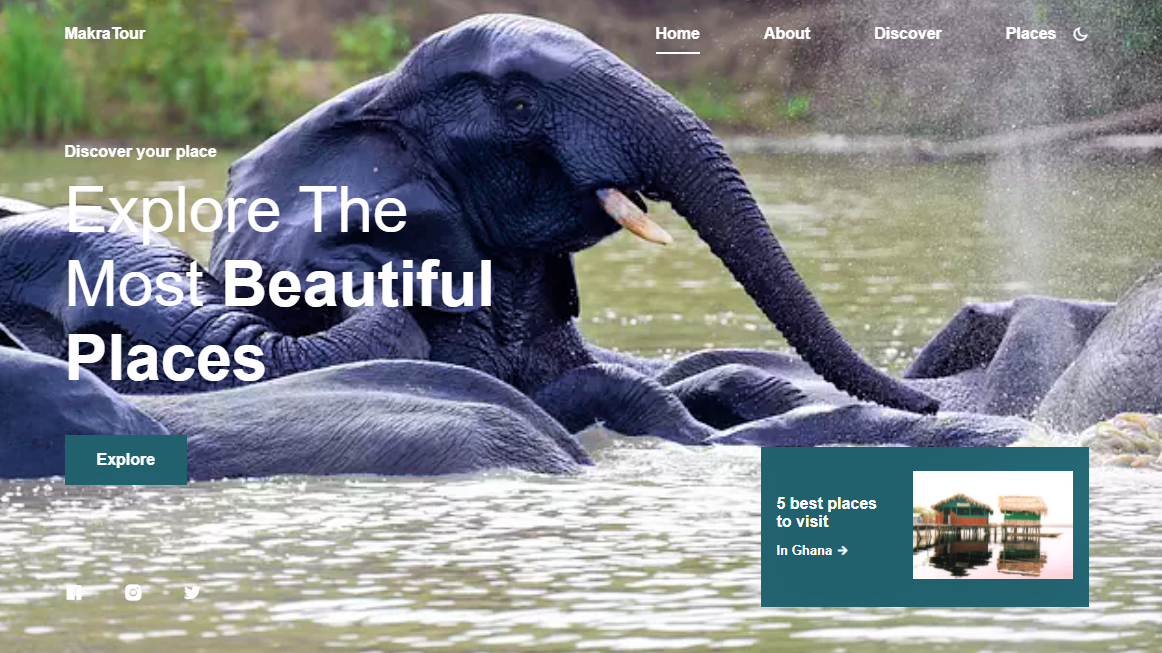 MakraTour
Home
About
Discover
Places
Discover your place
Explore The
Most Beautiful
Places
Explore
5 best places
to visit
In Ghana